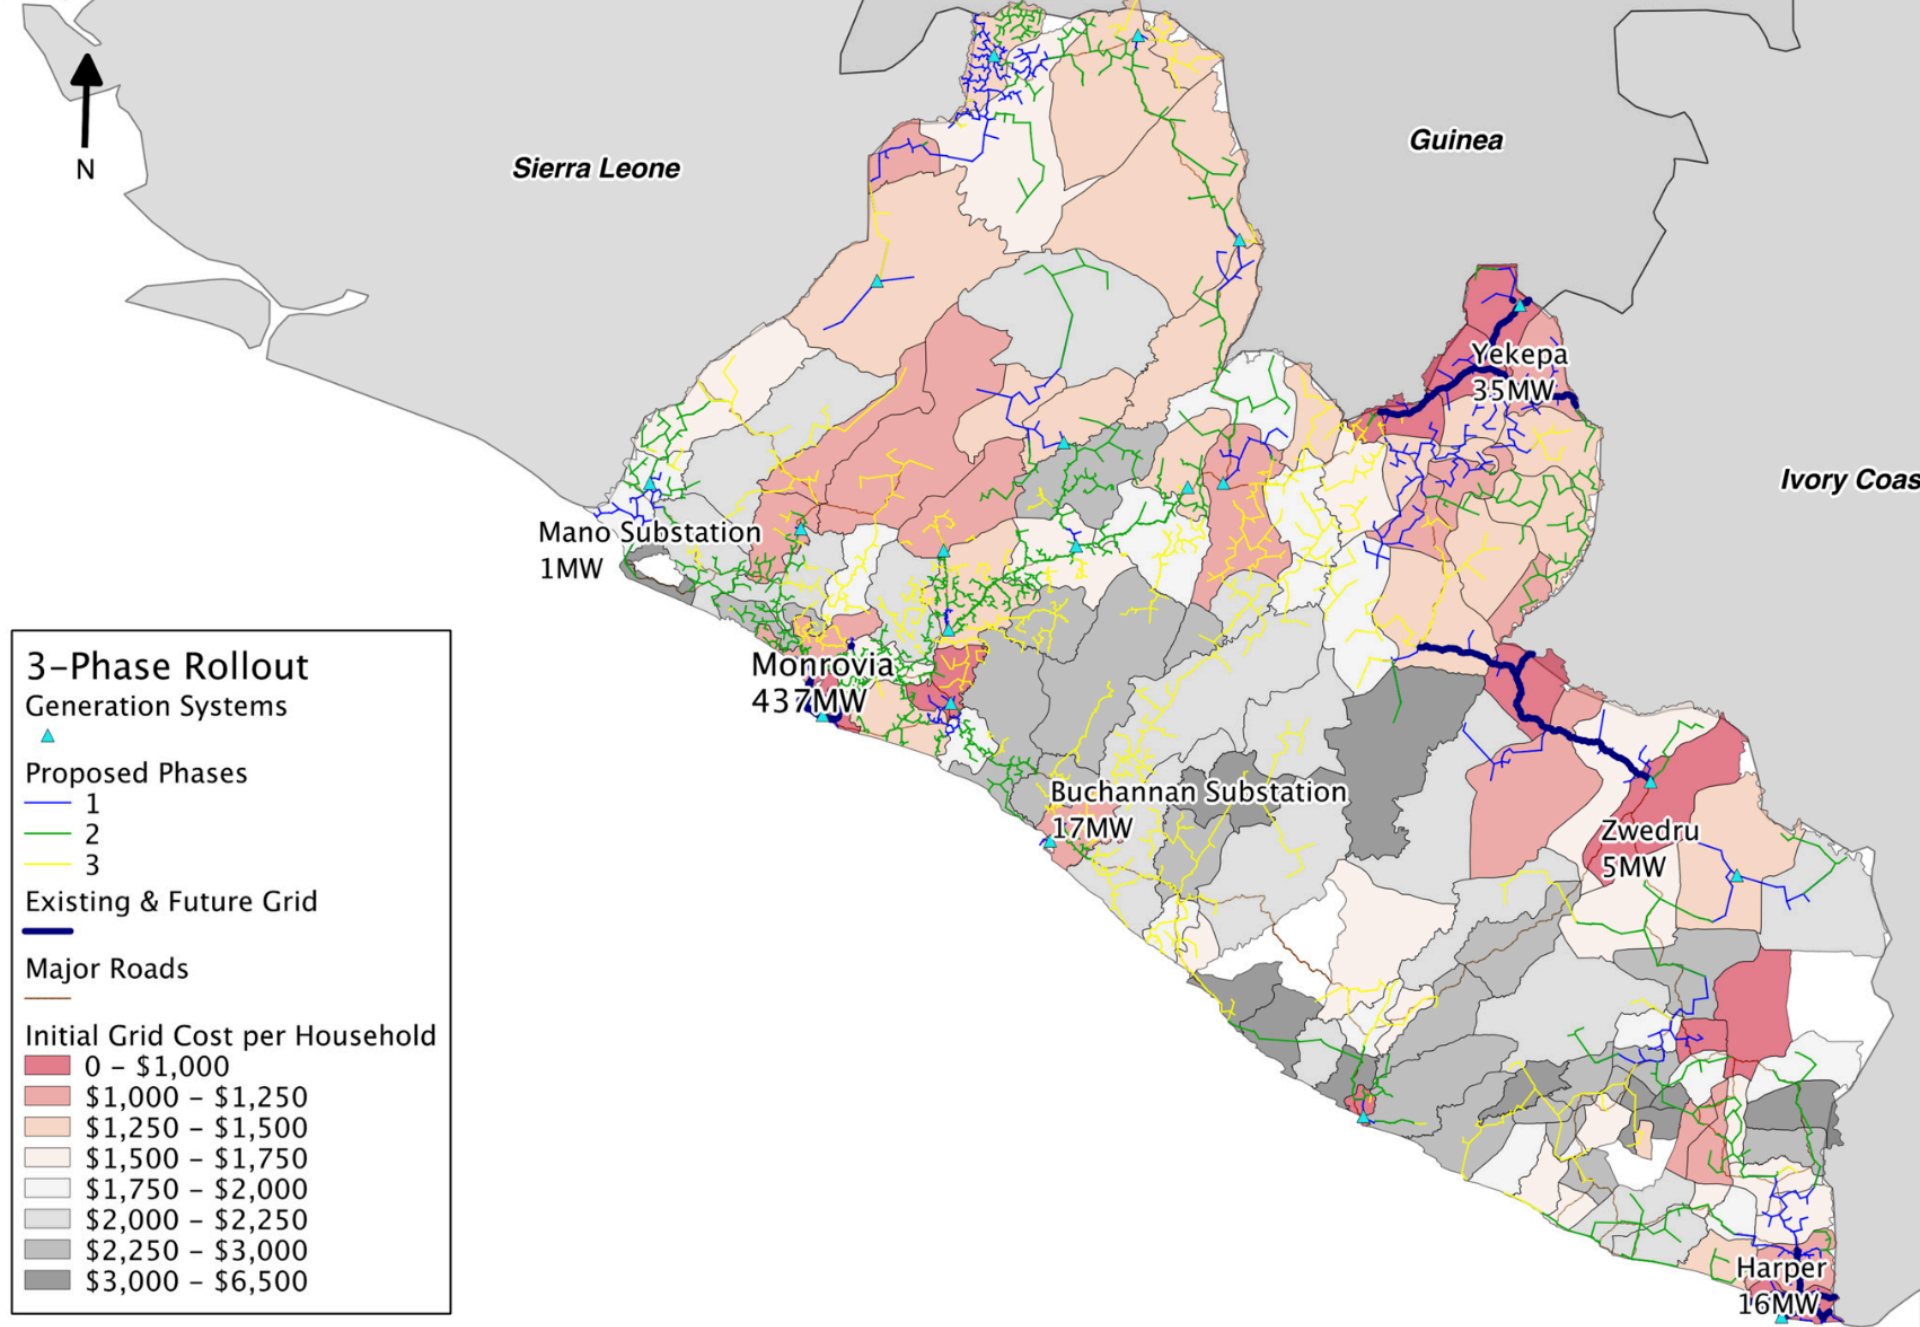 N
Sierra Leone
Guinea
Ivory Coas
Yekepa
35MW
Mano Substation
1MW
Monrovia
437MW
Buchannan Substation
17MW
Zwedru
5MW
Harper
16MW
3-Phase Rollout
Generation Systems
Proposed Phases
1
2
3
Existing & Future Grid
Major Roads
Initial Grid Cost per Household
0 - $1,000
$1,000 - $1,250
$1,250 - $1,500
$1,500 - $1,750
$1,750 - $2,000
$2,000 - $2,250
$2,250 - $3,000
$3,000 - $6,500